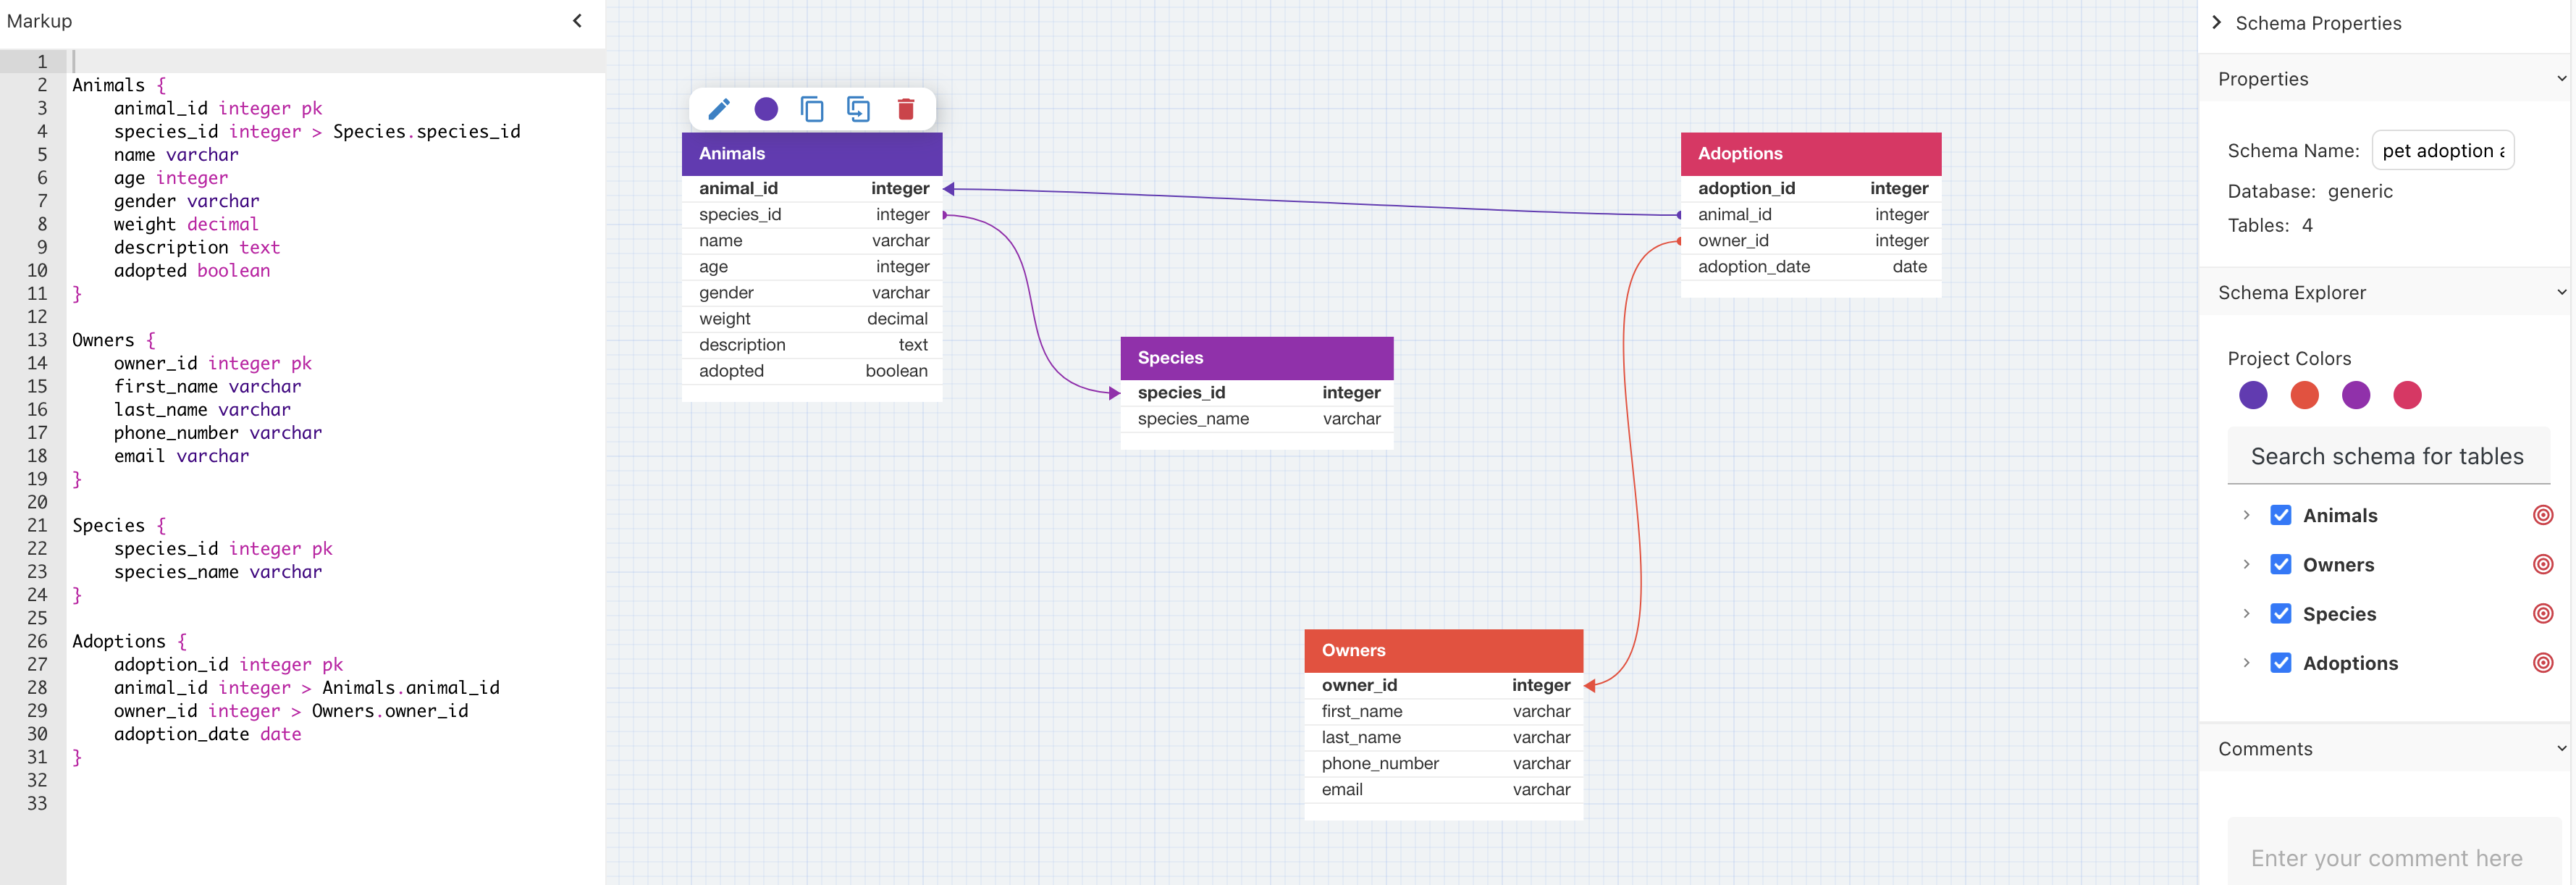 Markup
1
2 Animals {
3 animal_id integer pk
4 species_id integer > Species.species_id
5 name varchar
6 age integer
7 gender varchar
8 weight decimal
9 description text
10 adopted boolean
11 }
12
13 Owners {
14 owner_id integer pk
15 first_name varchar
16 last_name varchar
17 phone_number varchar
18 email varchar
19 }
20
21 Species {
22 species_id integer pk
23 species_name varchar
24 }
25
26 Adoptions {
27 adoption_id integer pk
28 animal_id integer > Animals.animal_id
29 owner_id integer > Owners.owner_id
30 adoption_date date
31 }
32
33
Animals
animal_id integer
species_id integer
name varchar
age integer
gender varchar
weight decimal
description text
adopted boolean
Species
species_id integer
species_name varchar
Adoptions
adoption_id integer
animal_id integer
owner_id integer
adoption_date date
Owners
owner_id integer
first_name varchar
last_name varchar
phone_number varchar
email varchar
Schema Properties
Properties
Schema Name: pet adoption
Database: generic
Tables: 4
Schema Explorer
Project Colors
Search schema for tables
Animals
Owners
Species
Adoptions
Comments
Enter your comment here